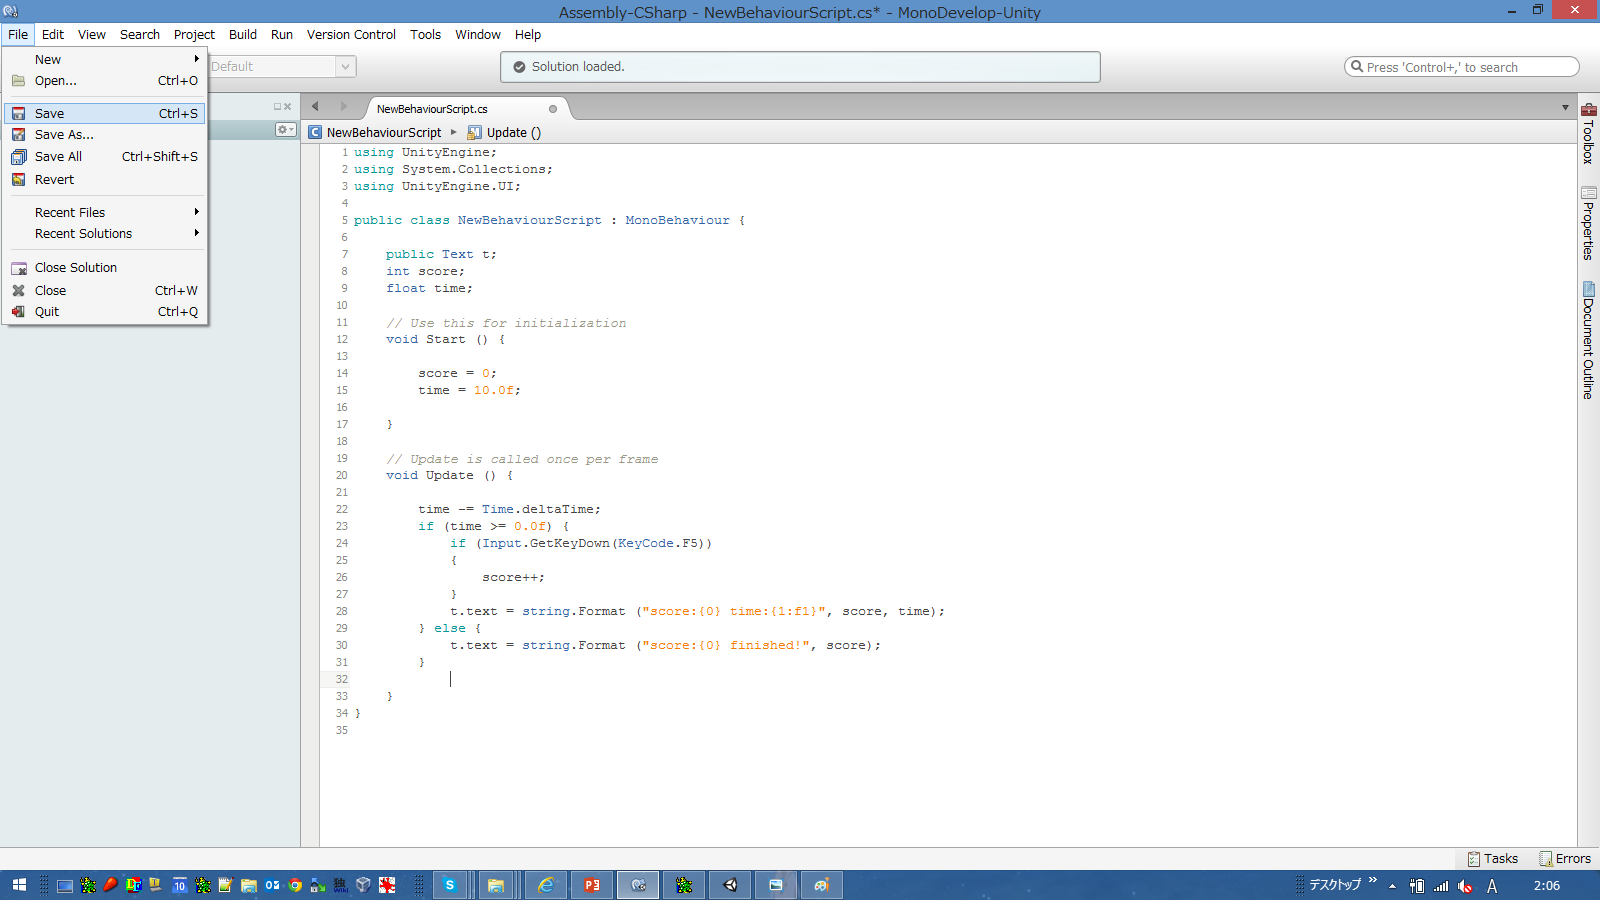 Assembly-CSharp - NewBehaviourScript.cs* - MonoDevelop-Unity
File Edit View Search Project Build Run Version Control Tools Window Help
New
Open... Ctrl+O
Save Ctrl+S
Save As...
Save All Ctrl+Shift+S
Revert
Recent Files
Recent Solutions
Close Solution
Close Ctrl+W
Quit Ctrl+Q
Default
Solution loaded.
Press 'Control+,' to search
NewBehaviourScript.cs
NewBehaviourScript Update ()
1 using UnityEngine;
2 using System.Collections;
3 using UnityEngine.UI;
4
5 public class NewBehaviourScript : MonoBehaviour {
6
7 public Text t;
8 int score;
9 float time;
10
11 // Use this for initialization
12 void Start () {
13
14 score = 0;
15 time = 10.0f;
16
17 }
18
19 // Update is called once per frame
20 void Update () {
21
22 time -= Time.deltaTime;
23 if (time >= 0.0f) {
24 if (Input.GetKeyDown(KeyCode.F5))
25 {
26 score++;
27 }
28 t.text = string.Format ("score:{0} time:{1:f1}", score, time);
29 } else {
30 t.text = string.Format ("score:{0} finished!", score);
31 }
32
33 }
34 }
35
Toolbox
Properties
Document Outline
Tasks Errors
デスクトップ
A
2:06